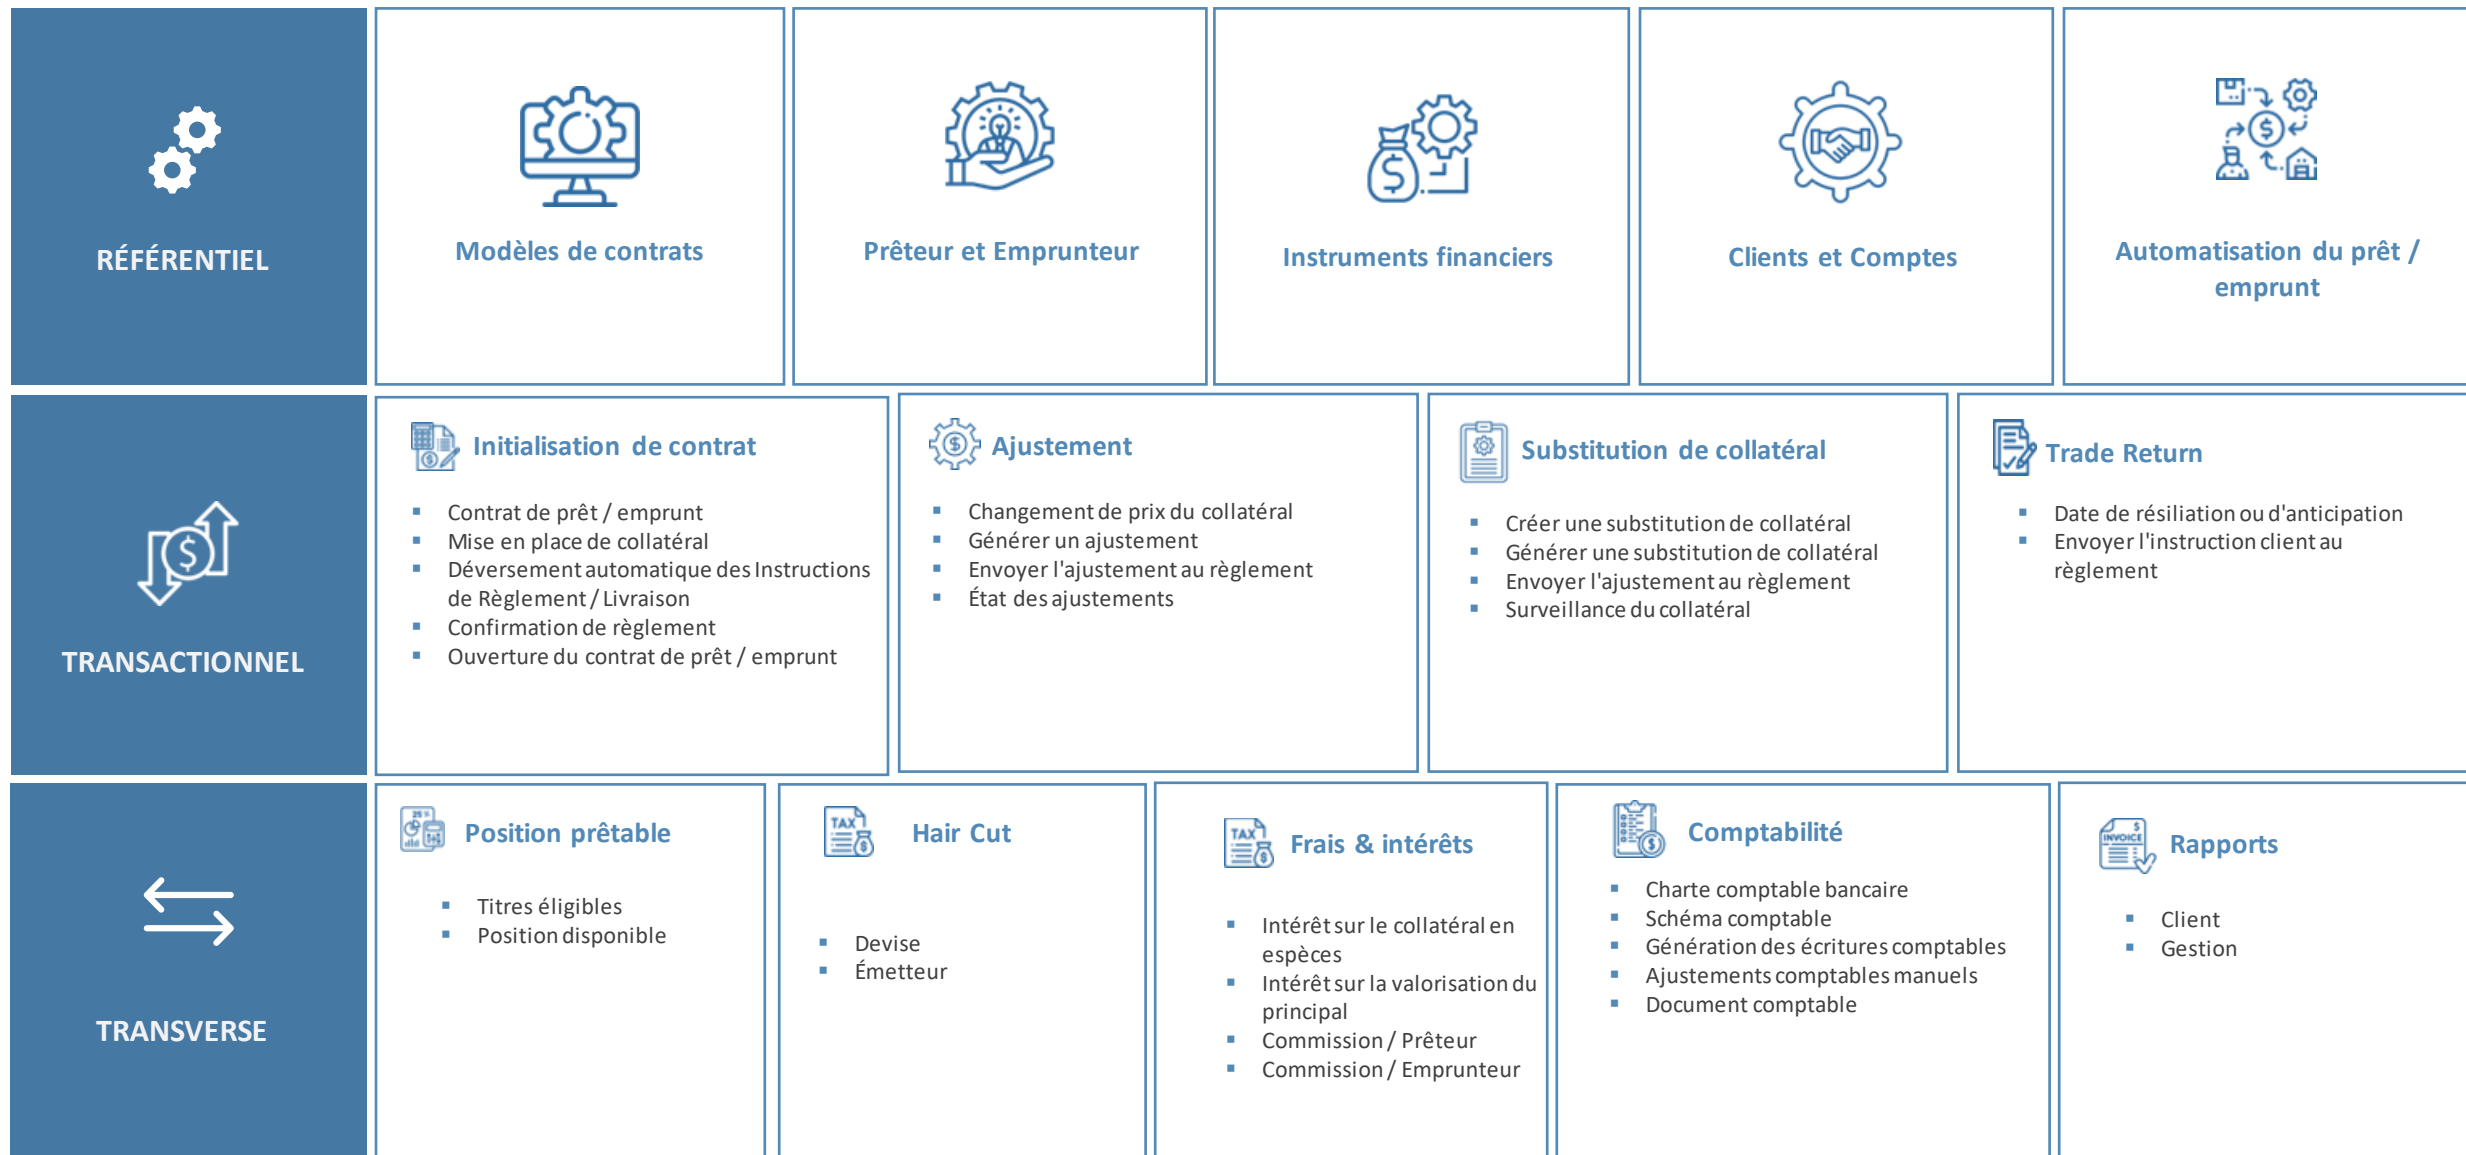 RÉFÉRENTIEL
Modèles de contrats
Prêteur et Emprunteur
Instruments financiers
Clients et Comptes
Automatisation du prêt /
emprunt
TRANSACTIONNEL
Initialisation de contrat
▪ Contrat de prêt / emprunt
▪ Mise en place de collatéral
▪ Déversement automatique des Instructions
de Règlement / Livraison
▪ Confirmation de règlement
▪ Ouverture du contrat de prêt / emprunt
Ajustement
▪ Changement de prix du collatéral
▪ Générer un ajustement
▪ Envoyer l'ajustement au règlement
▪ État des ajustements
Substitution de collatéral
▪ Créer une substitution de collatéral
▪ Générer une substitution de collatéral
▪ Envoyer l'ajustement au règlement
▪ Surveillance du collatéral
Trade Return
▪ Date de résiliation ou d'anticipation
▪ Envoyer l'instruction client au
règlement
TRANSVERSE
25 %
Position prêtable
▪ Titres éligibles
▪ Position disponible
TAX
Hair Cut
▪ Devise
▪ Émetteur
TAX
Frais & intérêts
▪ Intérêt sur le collatéral en
espèces
▪ Intérêt sur la valorisation du
principal
▪ Commission / Prêteur
▪ Commission / Emprunteur
Comptabilité
▪ Charte comptable bancaire
▪ Schéma comptable
▪ Génération des écritures comptables
▪ Ajustements comptables manuels
▪ Document comptable
INVOICE
Rapports
▪ Client
▪ Gestion